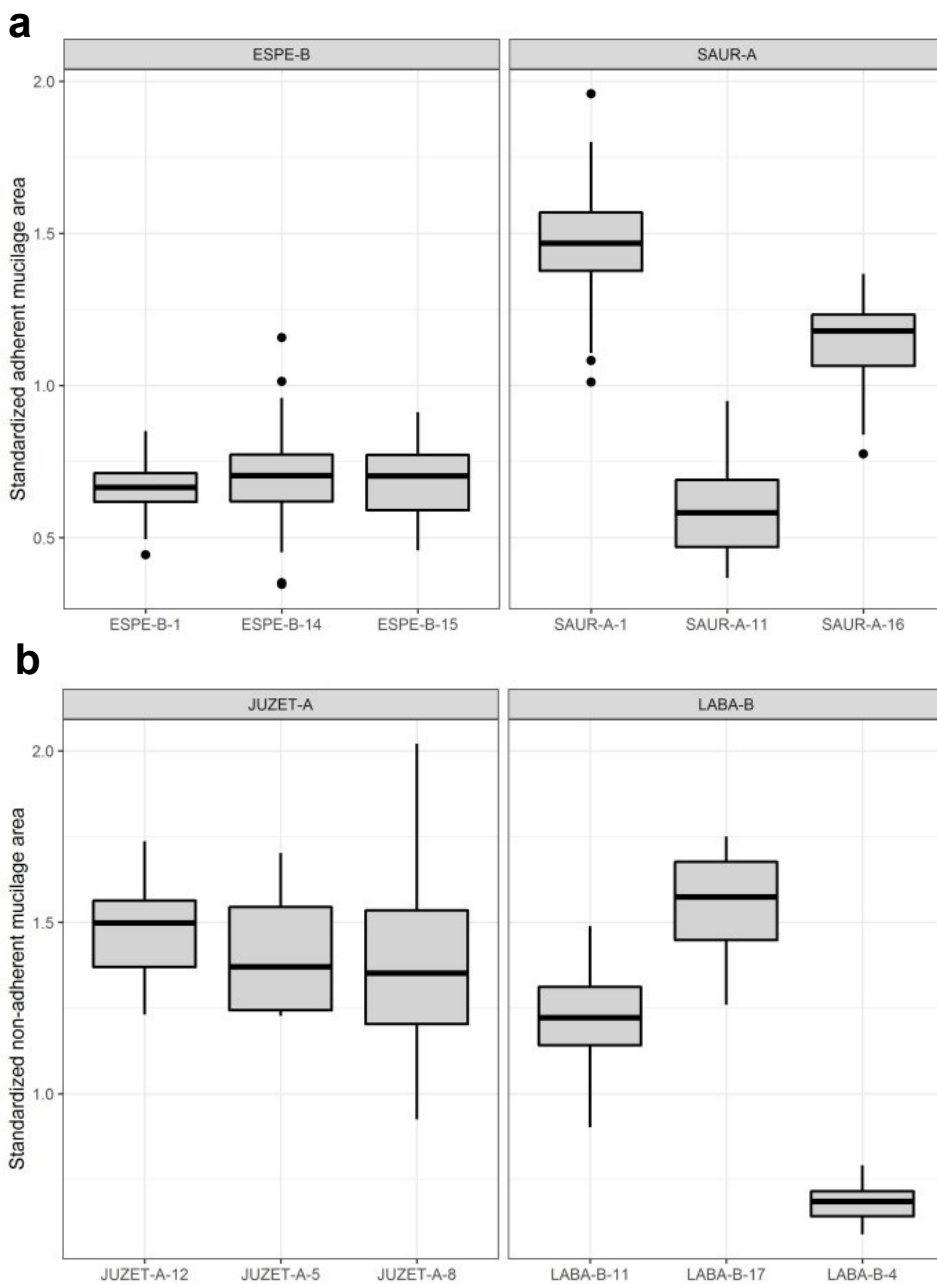 a
ESPE-B SAUR-A
Standardized adherent mucilage area
2.0
1.5
1.0
0.5
ESPE-B-1 ESPE-B-14 ESPE-B-15 SAUR-A-1 SAUR-A-11 SAUR-A-16
b
JUZET-A LABA-B
Standardized non-adherent mucilage area
2.0
1.5
1.0
JUZET-A-12 JUZET-A-5 JUZET-A-8 LABA-B-11 LABA-B-17 LABA-B-4